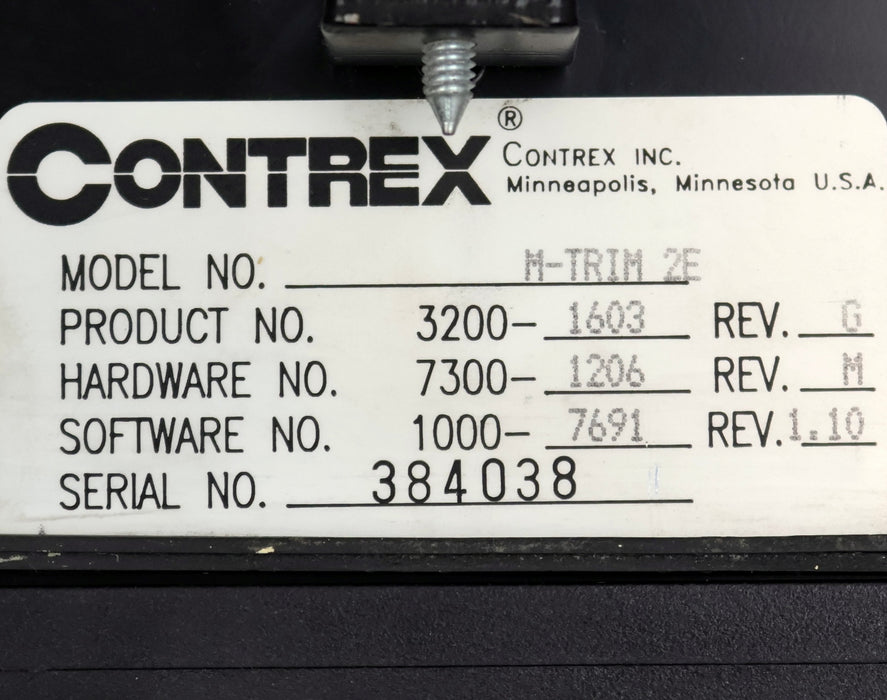 CONTREX®
CONTREX INC.
Minneapolis, Minnesota U.S.A.
MODEL NO. M-TRIM 2E
PRODUCT NO. 3200-1603 REV. G
HARDWARE NO. 7300-1206 REV. M
SOFTWARE NO. 1000-7691 REV. 1.10
SERIAL NO. 384038